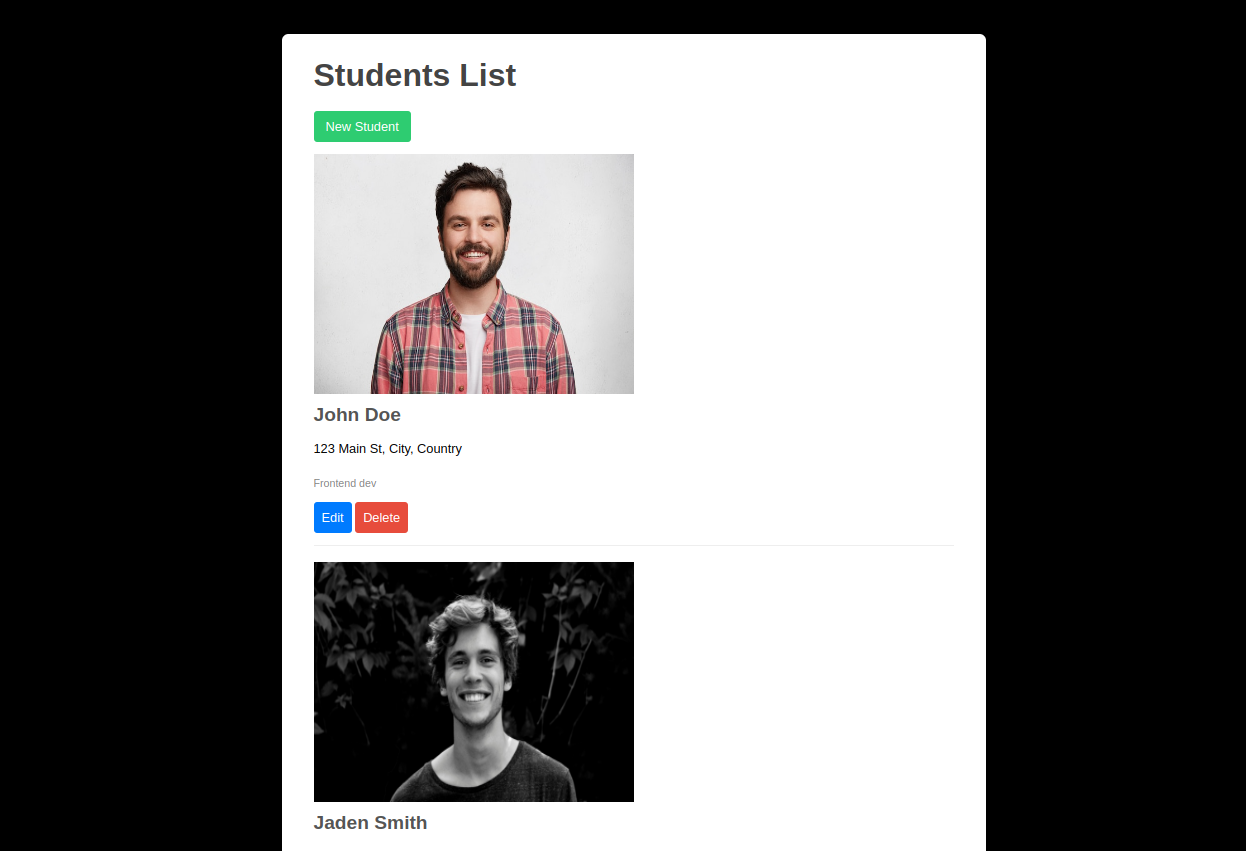 Students List
New Student
John Doe
123 Main St, City, Country
Frontend dev
Edit Delete
Jaden Smith